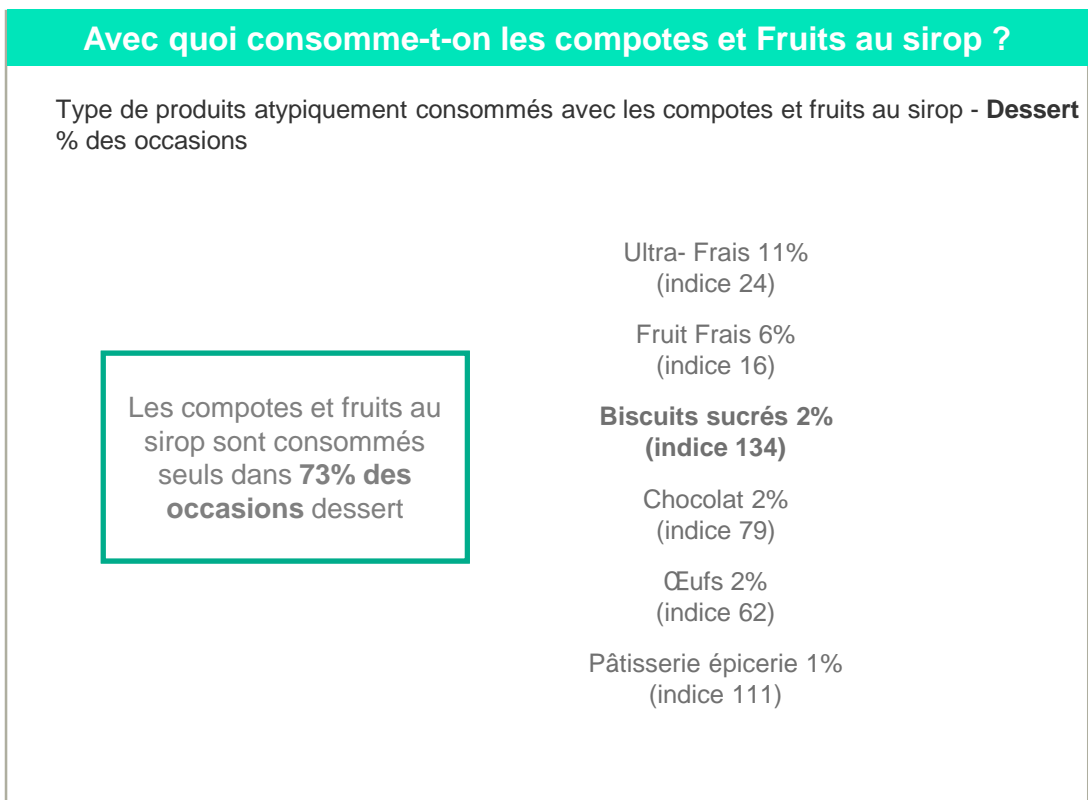 Avec quoi consomme-t-on les compotes et Fruits au sirop ?
Type de produits atypiquement consommés avec les compotes et fruits au sirop - Dessert
% des occasions
Les compotes et fruits au
sirop sont consommés
seuls dans 73% des
occasions dessert
Ultra- Frais 11%
(indice 24)
Fruit Frais 6%
(indice 16)
Biscuits sucrés 2%
(indice 134)
Chocolat 2%
(indice 79)
Œufs 2%
(indice 62)
Pâtisserie épicerie 1%
(indice 111)